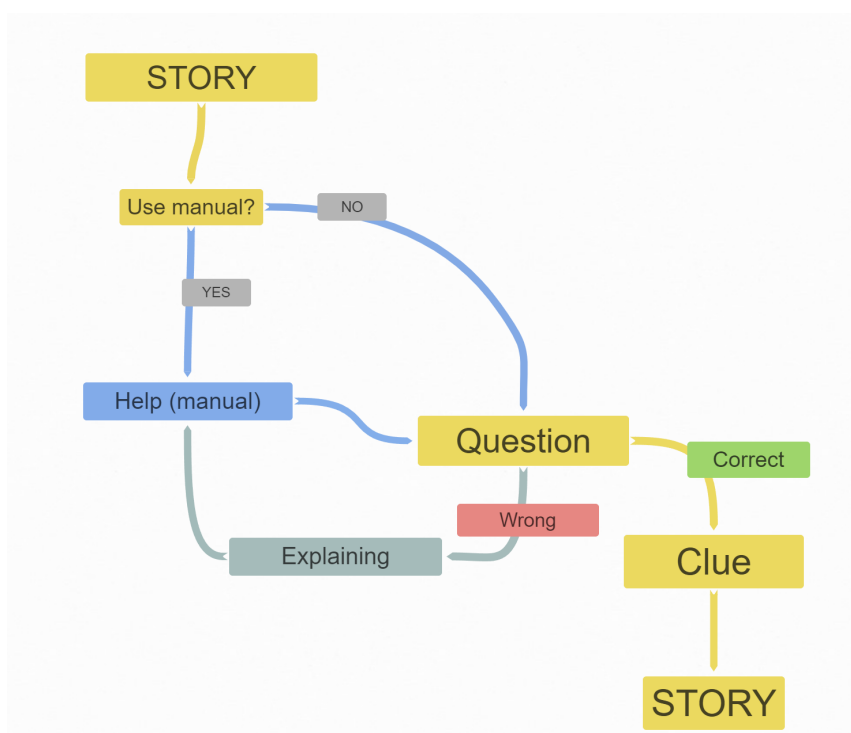 STORY
Use manual?
NO
YES
Help (manual)
Question
Correct
Wrong
Explaining
Clue
STORY